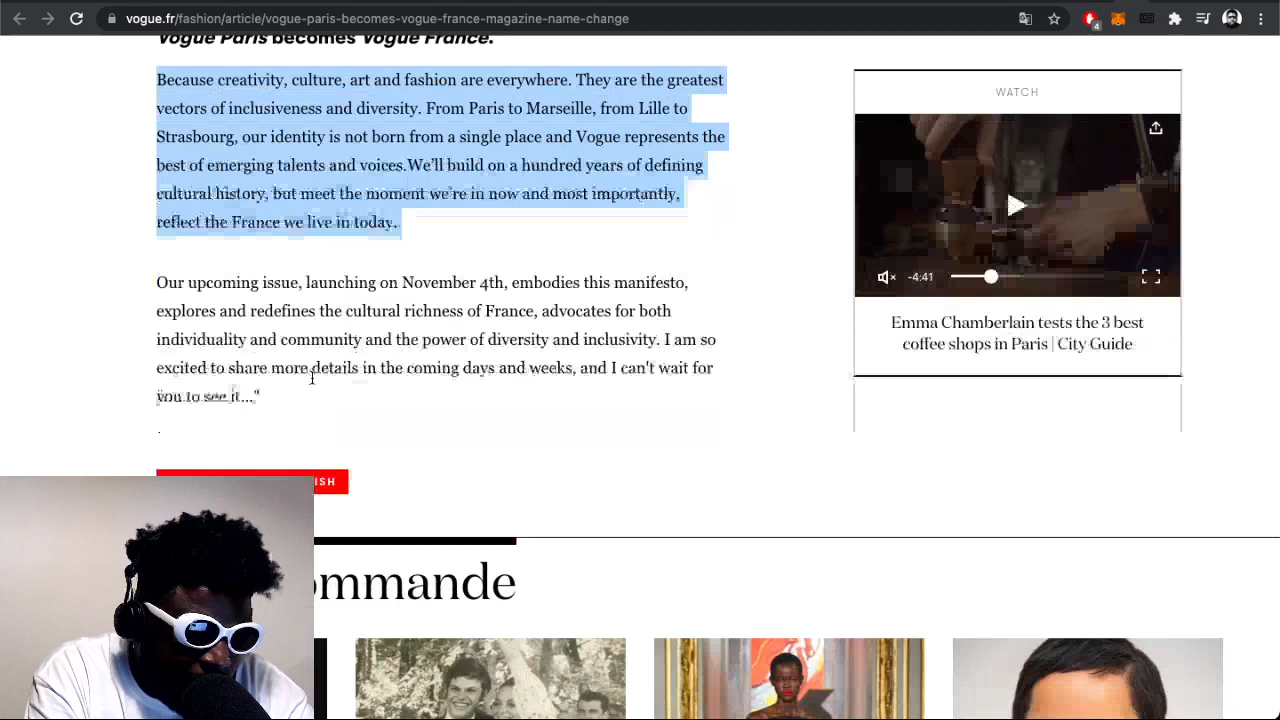 vogue.fr/fashion/article/vogue-paris-becomes-vogue-france-magazine-name-change
4
Vogue Paris becomes Vogue France.
Because creativity, culture, art and fashion are everywhere. They are the greatest
vectors of inclusiveness and diversity. From Paris to Marseille, from Lille to
Strasbourg, our identity is not born from a single place and Vogue represents the
best of emerging talents and voices.We'll build on a hundred years of defining
cultural history, but meet the moment we're in now and most importantly,
reflect the France we live in today.
Our upcoming issue, launching on November 4th, embodies this manifesto,
explores and redefines the cultural richness of France, advocates for both
individuality and community and the power of diversity and inclusivity. I am so
excited to share more details in the coming days and weeks, and I can't wait for
you to see it..."
ISH
ommande
WATCH
-4:41
Emma Chamberlain tests the 3 best
coffee shops in Paris | City Guide